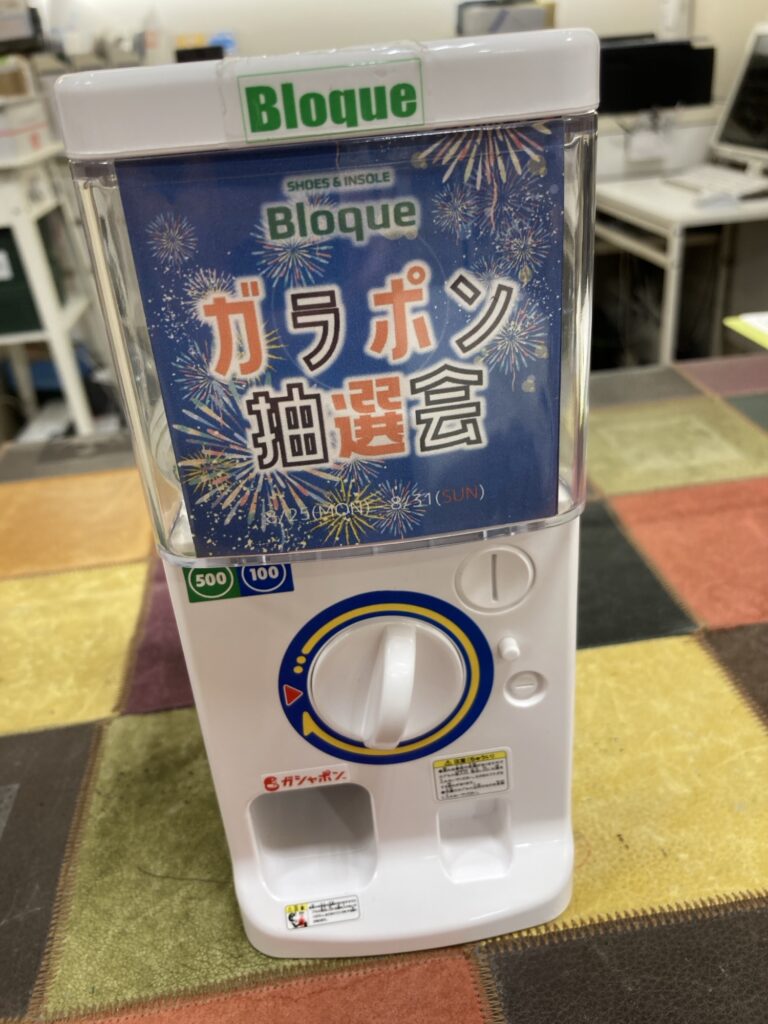 Bloque
SHOES & INSOLE
Bloque
ガラポン
抽選会
8/25(MON) - 8/31(SUN)
500 100
ガシャポン